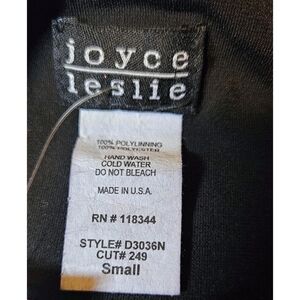 joyce
leslie
100% POLYLINNING
100% POLYESTER
HAND WASH
COLD WATER
DO NOT BLEACH
MADE IN U.S.A.
RN # 118344
STYLE# D3036N
CUT# 249
Small